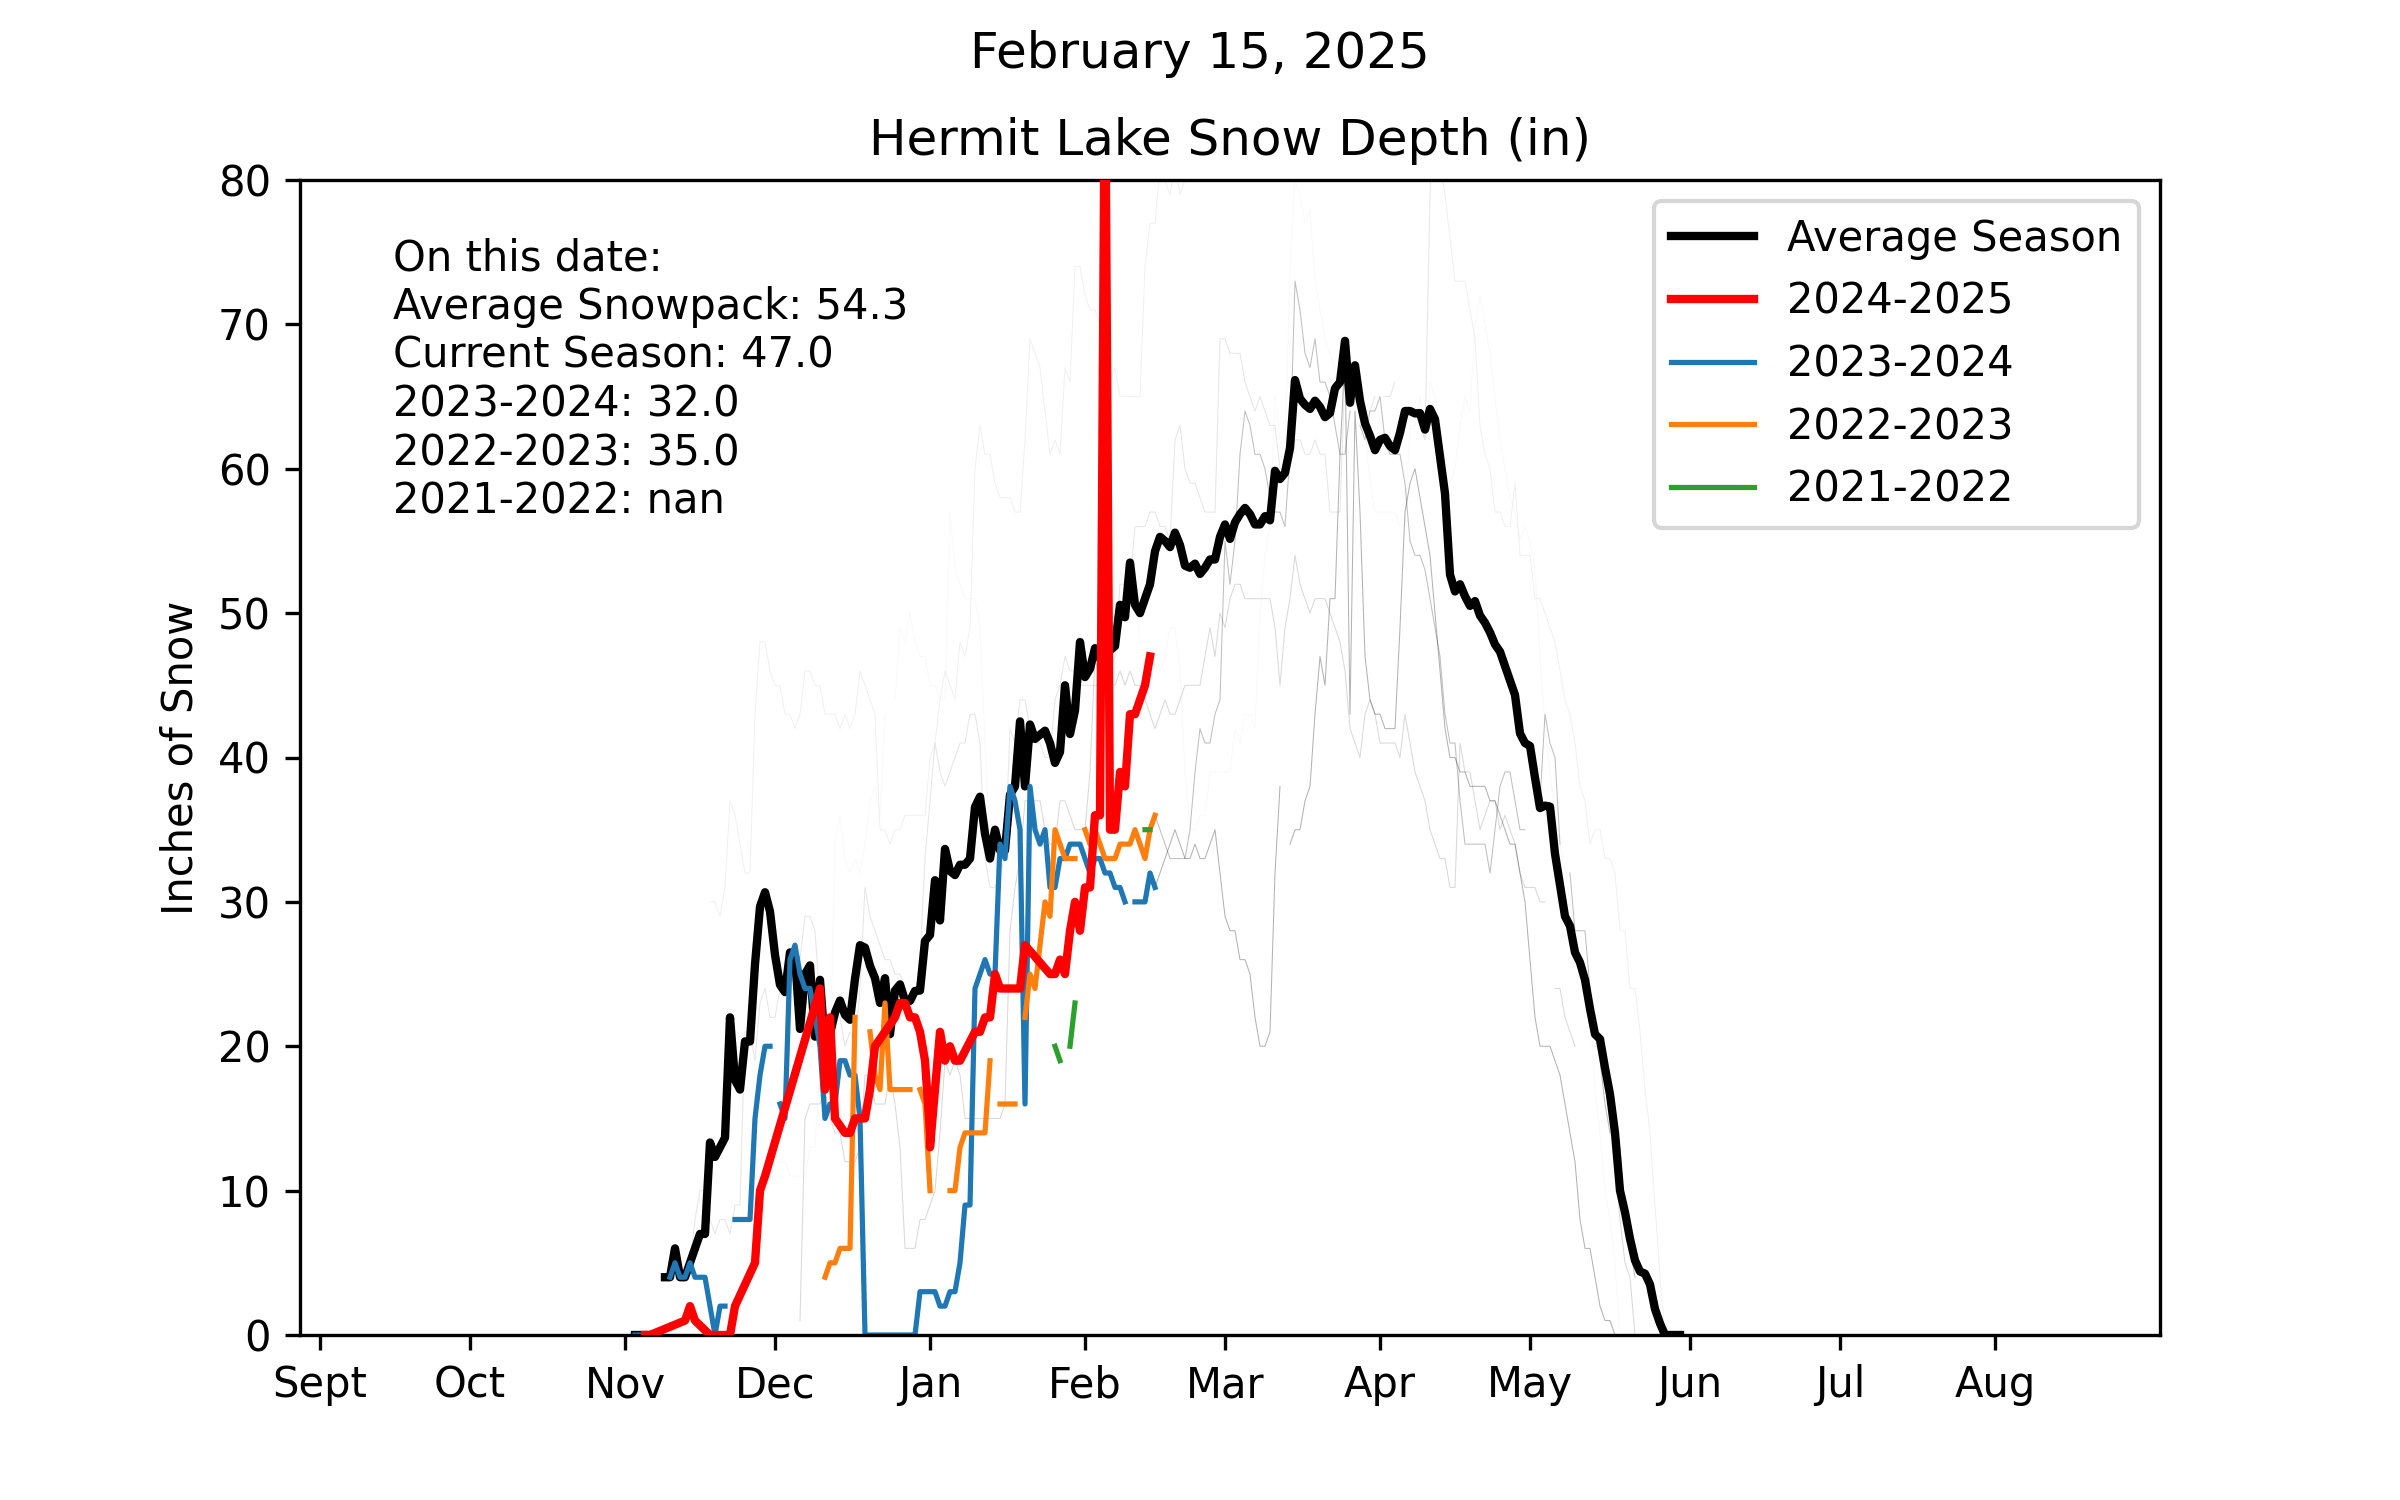 February 15, 2025
Hermit Lake Snow Depth (in)
On this date:
Average Snowpack: 54.3
Current Season: 47.0
2023-2024: 32.0
2022-2023: 35.0
2021-2022: nan
Average Season
2024-2025
2023-2024
2022-2023
2021-2022
Inches of Snow
80
70
60
50
40
30
20
10
0
Sept Oct Nov Dec Jan Feb Mar Apr May Jun Jul Aug